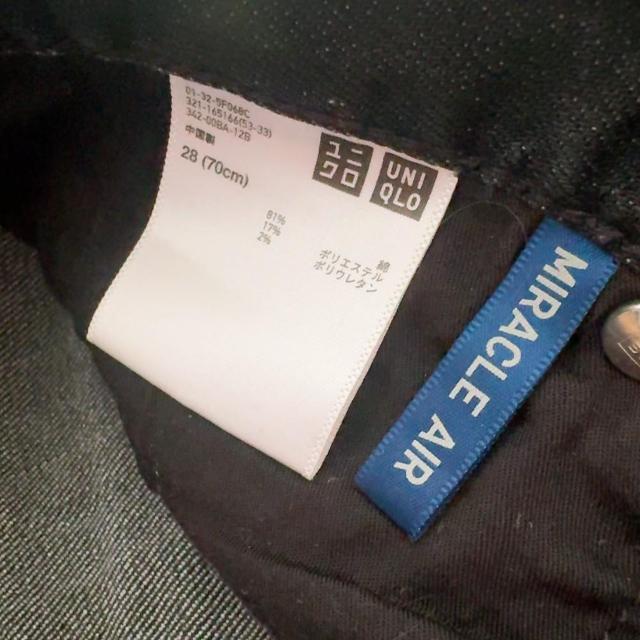 01-32-5F068C
321-165166(53-33)
342-00BA-12B
中国製
28 (70cm)
ユニ
クロ
UNI
QLO
81%
17%
2%
綿
ポリエステル
ポリウレタン
MIRACLE AIR